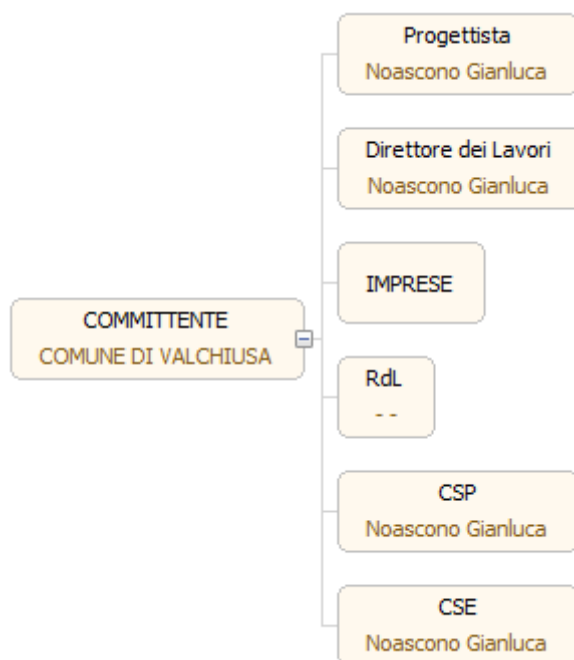 Progettista
Noascono Gianluca
Direttore dei Lavori
Noascono Gianluca
IMPRESE
COMMITTENTE
COMUNE DI VALCHIUSA
RdL
- -
CSP
Noascono Gianluca
CSE
Noascono Gianluca